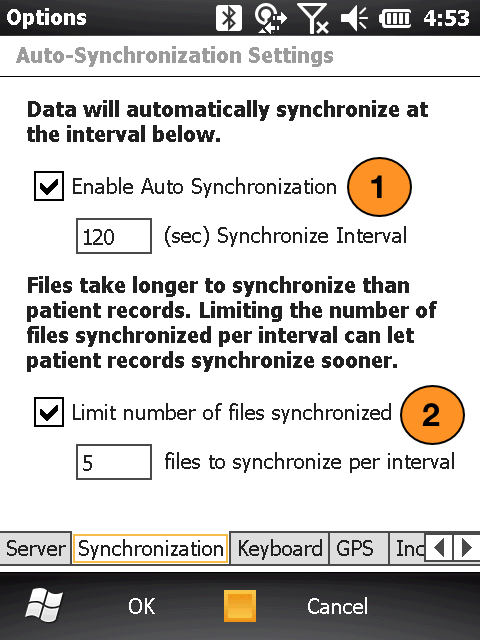 Options 4:53
Auto-Synchronization Settings
Data will automatically synchronize at
the interval below.
Enable Auto Synchronization 1
120 (sec) Synchronize Interval
Files take longer to synchronize than
patient records. Limiting the number of
files synchronized per interval can let
patient records synchronize sooner.
Limit number of files synchronized 2
5 files to synchronize per interval
Server Synchronization Keyboard GPS Inc
OK Cancel